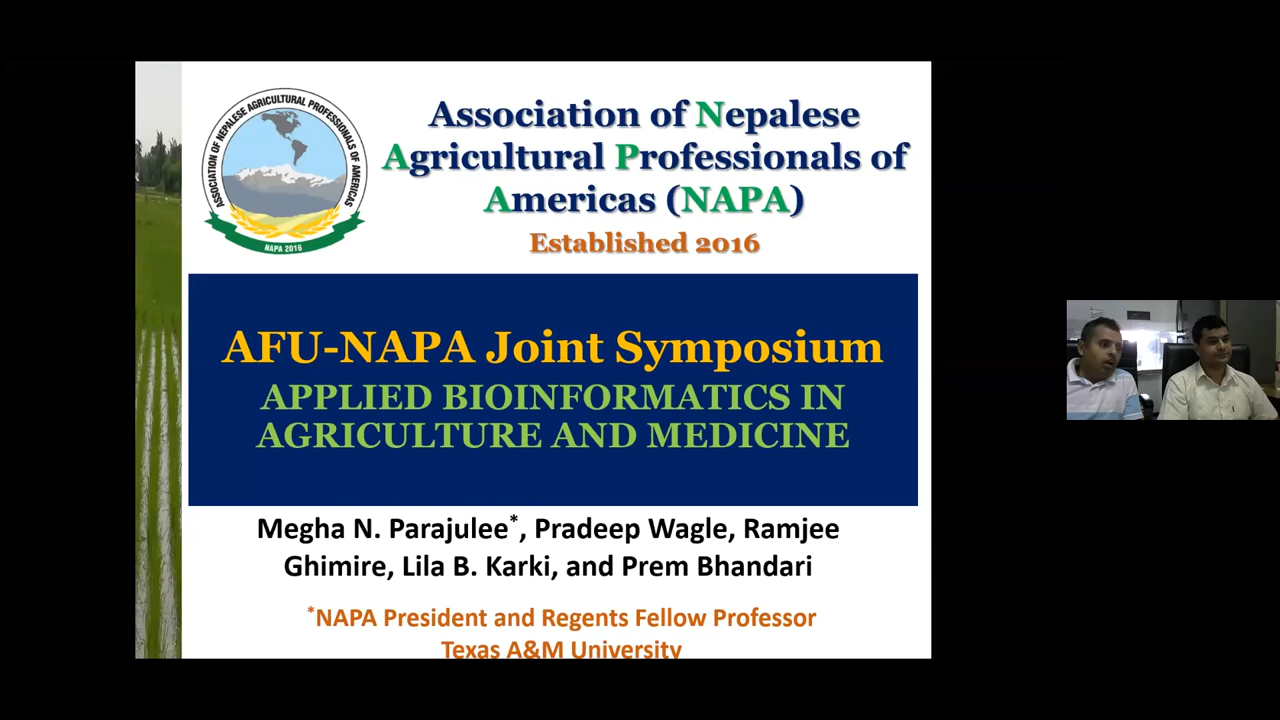 ASSOCIATION OF NEPALESE AGRICULTURAL PROFESSIONALS OF AMERICAS
NAPA 2016
Association of Nepalese
Agricultural Professionals of
Americas (NAPA)
Established 2016
AFU-NAPA Joint Symposium
APPLIED BIOINFORMATICS IN
AGRICULTURE AND MEDICINE
Megha N. Parajulee*, Pradeep Wagle, Ramjee
Ghimire, Lila B. Karki, and Prem Bhandari
*NAPA President and Regents Fellow Professor
Texas A&M University